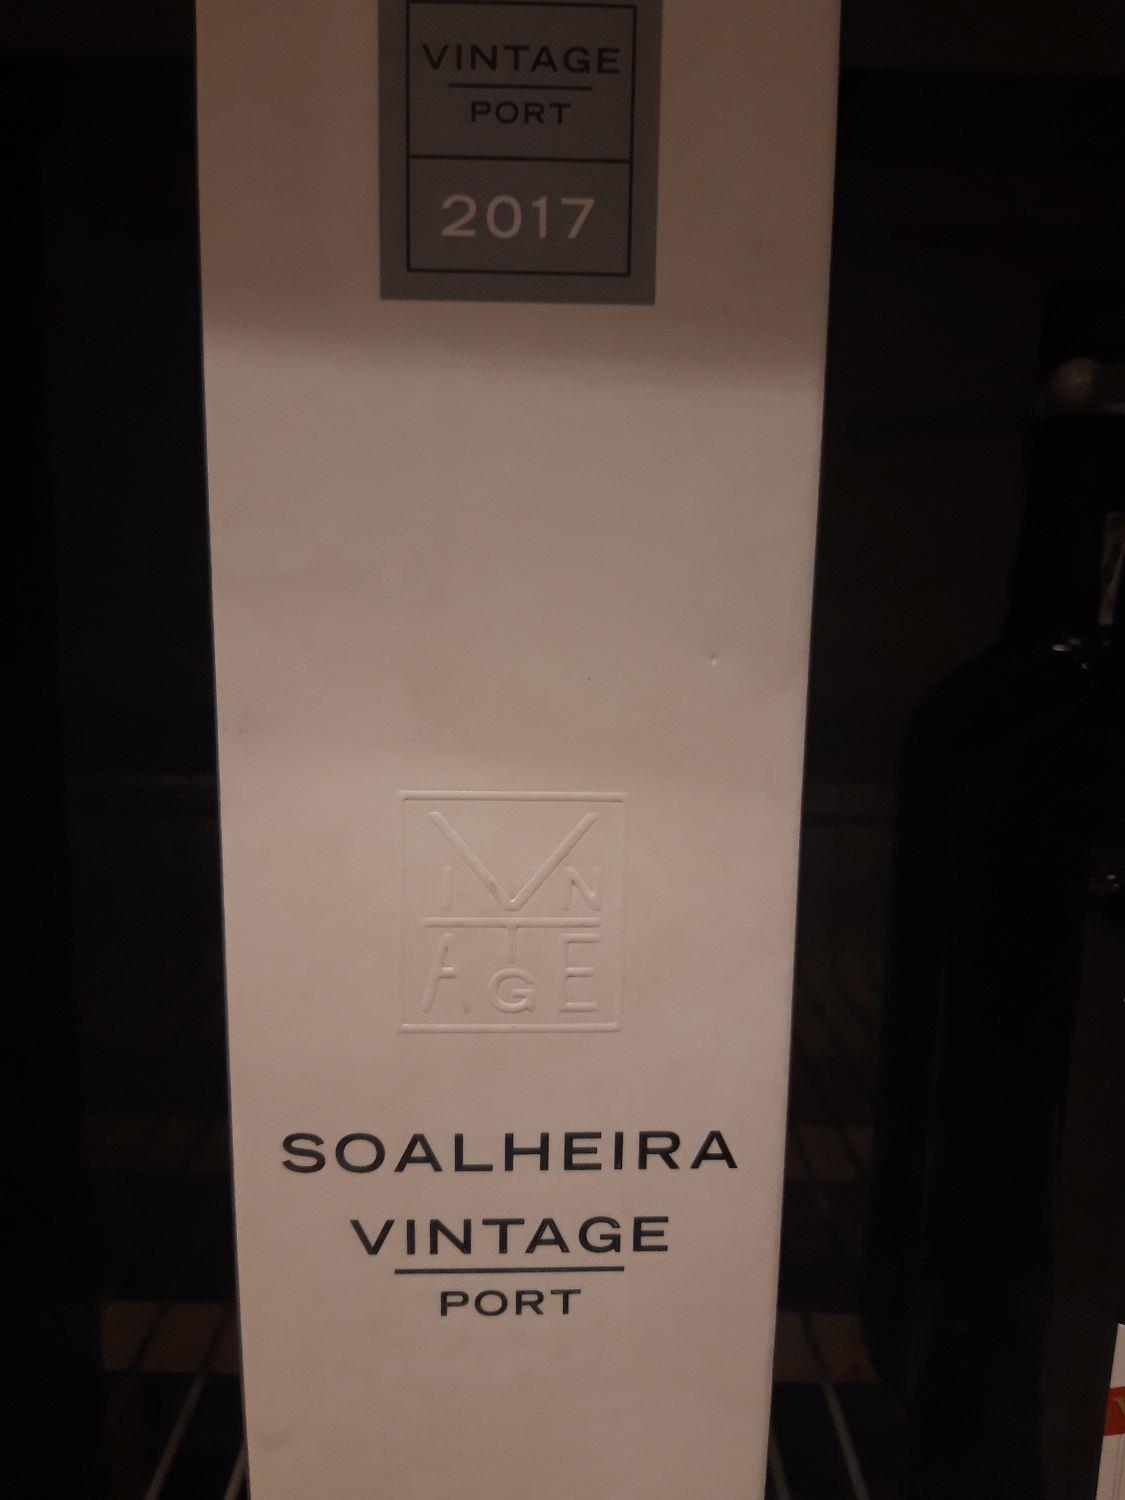 VINTAGE
PORT
2017
V
I N
T
A G E
SOALHEIRA
VINTAGE
PORT